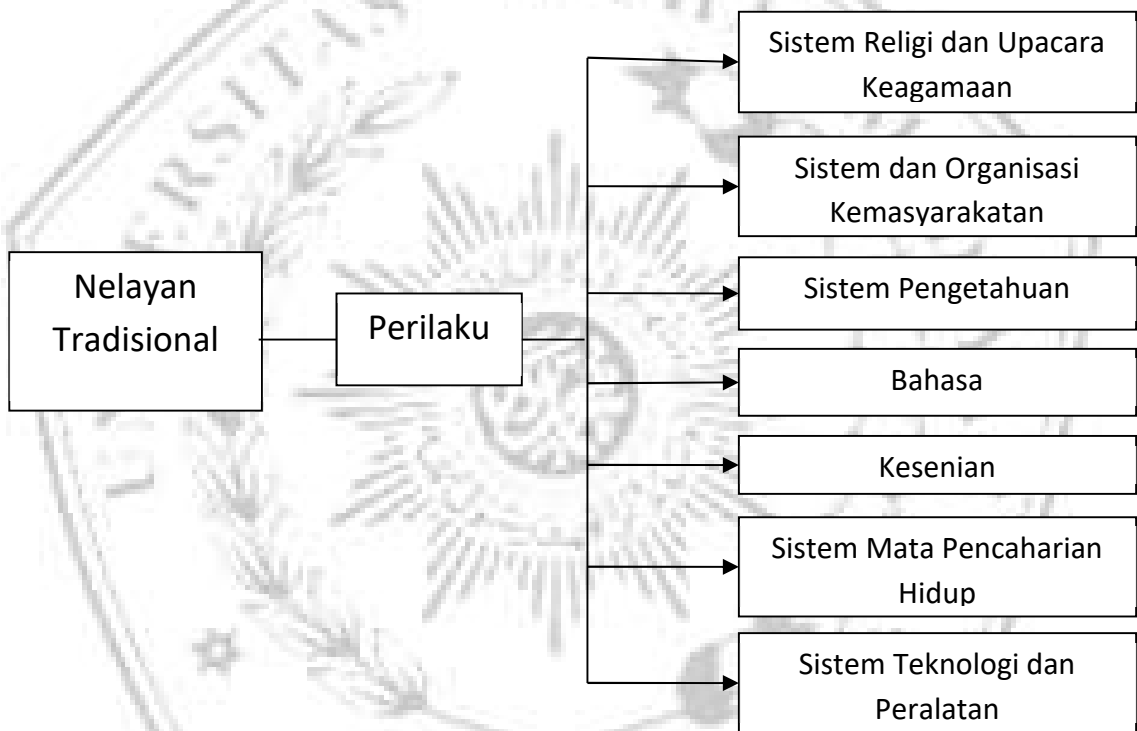 Sistem Religi dan Upacara
Keagamaan
Sistem dan Organisasi
Kemasyarakatan
Nelayan
Tradisional
Perilaku
Sistem Pengetahuan
Bahasa
Kesenian
Sistem Mata Pencaharian
Hidup
Sistem Teknologi dan
Peralatan